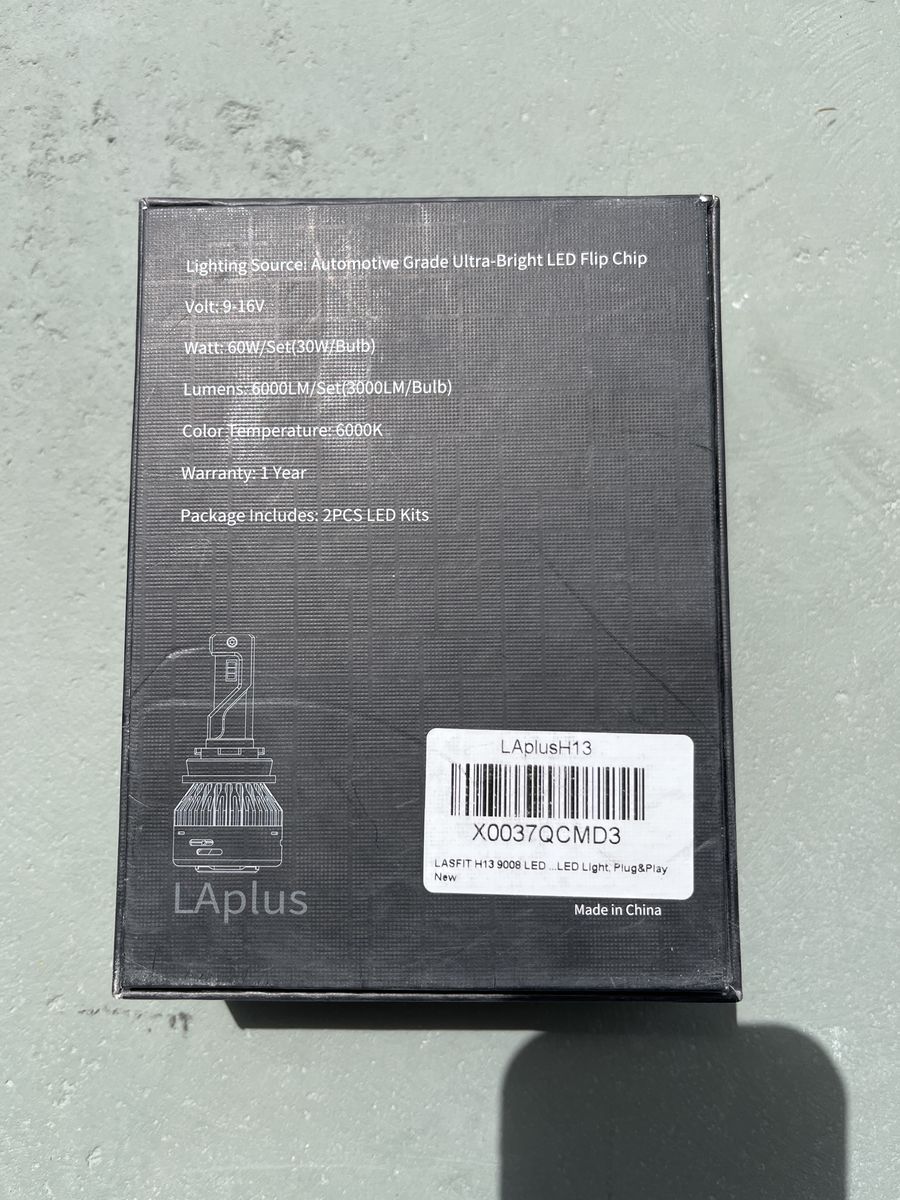 Lighting Source: Automotive Grade Ultra-Bright LED Flip Chip
Volt: 9-16V
Watt: 60W/Set(30W/Bulb)
Lumens: 6000LM/Set(3000LM/Bulb)
Color Temperature: 6000K
Warranty: 1 Year
Package Includes: 2PCS LED Kits
LAplusH13
X0037QCMD3
LASFIT H13 9008 LED ...LED Light, Plug&Play
New
LAplus
Made in China